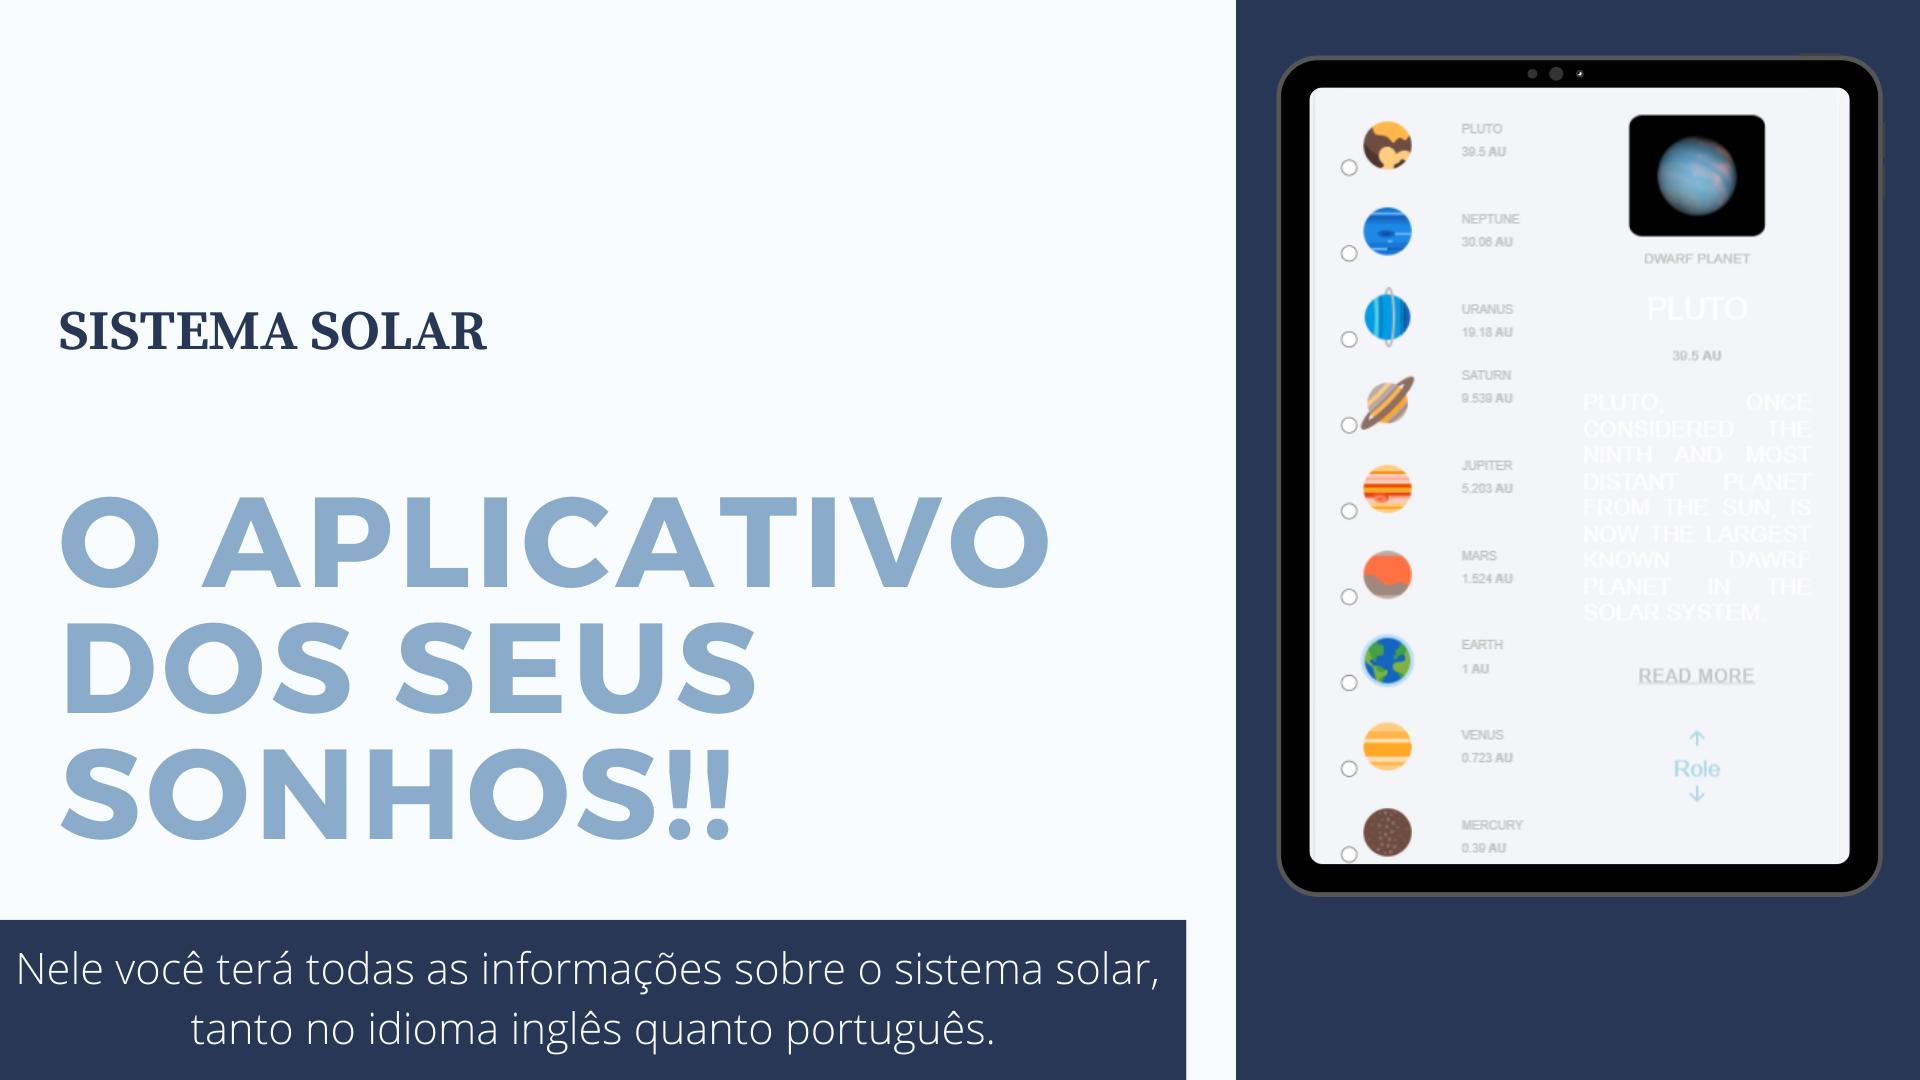 SISTEMA SOLAR
O APLICATIVO
DOS SEUS
SONHOS!!
Nele você terá todas as informações sobre o sistema solar,
tanto no idioma inglês quanto português.
PLUTO
39.5 AU
NEPTUNE
30.06 AU
URANUS
19.18 AU
SATURN
9.539 AU
JUPITER
5.203 AU
MARS
1.524 AU
EARTH
1 AU
VENUS
0.723 AU
MERCURY
0.39 AU
DWARF PLANET
PLUTO
39.5 AU
PLUTO, ONCE
CONSIDERED THE
NINTH AND MOST
DISTANT PLANET
FROM THE SUN, IS
NOW THE LARGEST
KNOWN DAWRF
PLANET IN THE
SOLAR SYSTEM.
READ MORE
↑
Role
↓